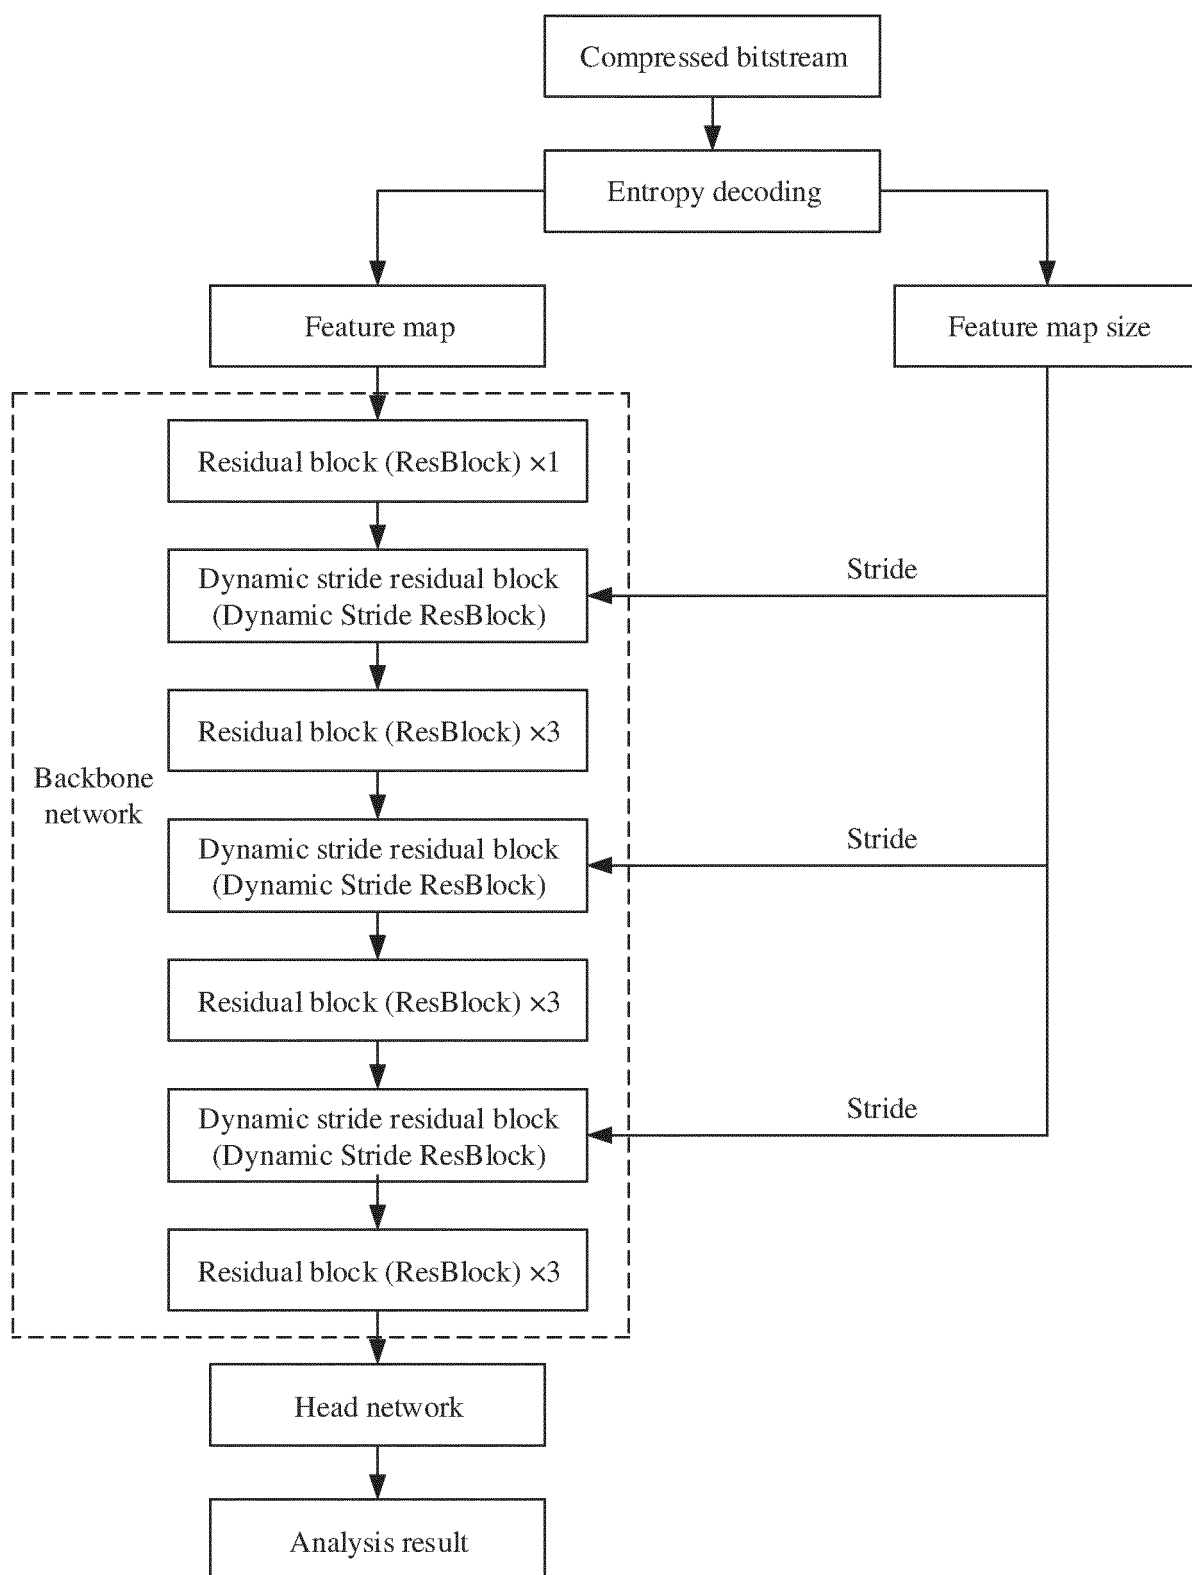 Compressed bitstream
Entropy decoding
Feature map
Feature map size
Residual block (ResBlock) ×1
Dynamic stride residual block
(Dynamic Stride ResBlock)
Stride
Residual block (ResBlock) ×3
Backbone
network
Dynamic stride residual block
(Dynamic Stride ResBlock)
Stride
Residual block (ResBlock) ×3
Dynamic stride residual block
(Dynamic Stride ResBlock)
Stride
Residual block (ResBlock) ×3
Head network
Analysis result